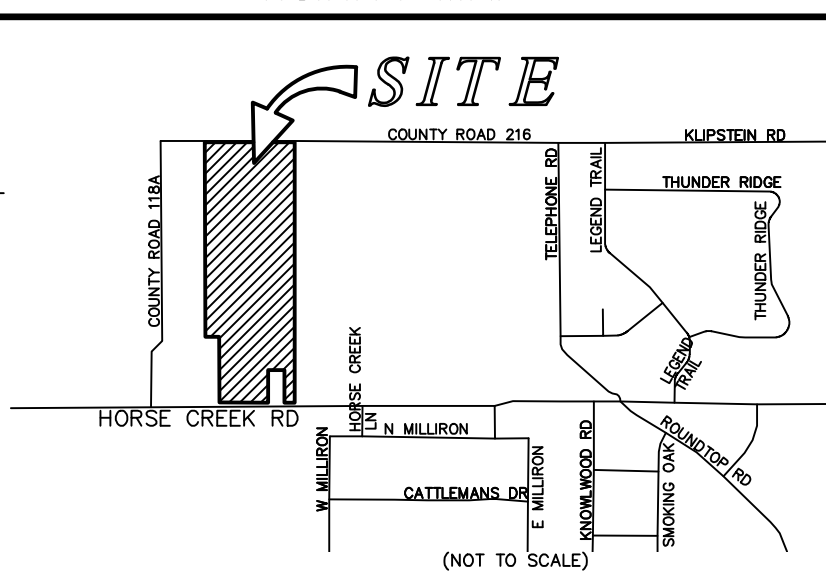 SITE
COUNTY ROAD 216
KLIPSTEIN RD
COUNTY ROAD 118A
TELEPHONE RD
LEGEND TRAIL
THUNDER RIDGE
THUNDER RIDGE
LEGEND
TRAIL
HORSE CREEK RD
HORSE CREEK
LN
N MILLIRON
W MILLIRON
CATTLEMANS DR
E MILLIRON
KNOWLWOOD RD
SMOKING OAK
ROUNDTOP RD
(NOT TO SCALE)